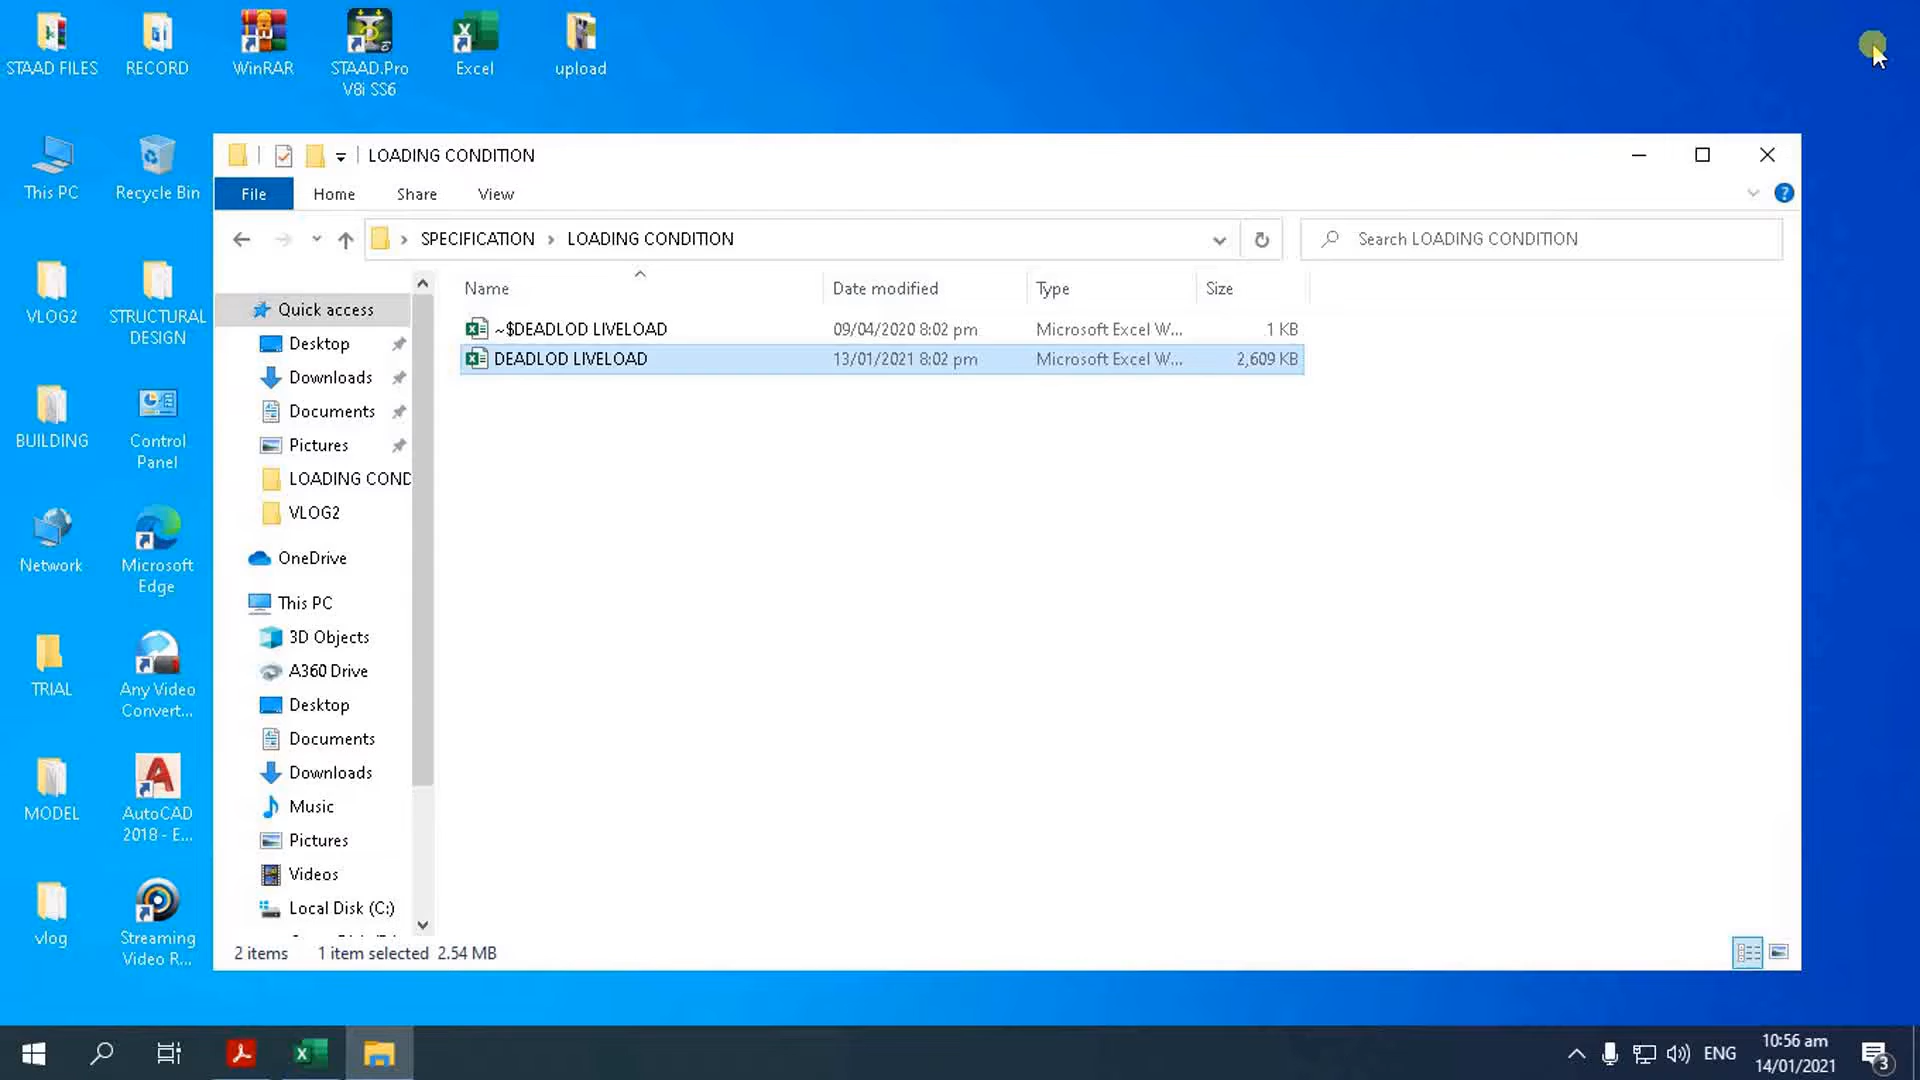 STAAD FILES
RECORD
WinRAR
STAAD.Pro
V8i SS6
Excel
upload
This PC
Recycle Bin
VLOG2
STRUCTURAL
DESIGN
BUILDING
Control
Panel
Network
Microsoft
Edge
TRIAL
Any Video
Convert...
MODEL
AutoCAD
2018 - E...
vlog
Streaming
Video R...
LOADING CONDITION
File
Home
Share
View
SPECIFICATION
LOADING CONDITION
Search LOADING CONDITION
Name
Date modified
Type
Size
~$DEADLOD LIVELOAD
09/04/2020 8:02 pm
Microsoft Excel W...
1 KB
DEADLOD LIVELOAD
13/01/2021 8:02 pm
Microsoft Excel W...
2,609 KB
Quick access
Desktop
Downloads
Documents
Pictures
LOADING COND
VLOG2
OneDrive
This PC
3D Objects
A360 Drive
Desktop
Documents
Downloads
Music
Pictures
Videos
Local Disk (C:)
2 items
1 item selected 2.54 MB
ENG
10:56 am
14/01/2021
3